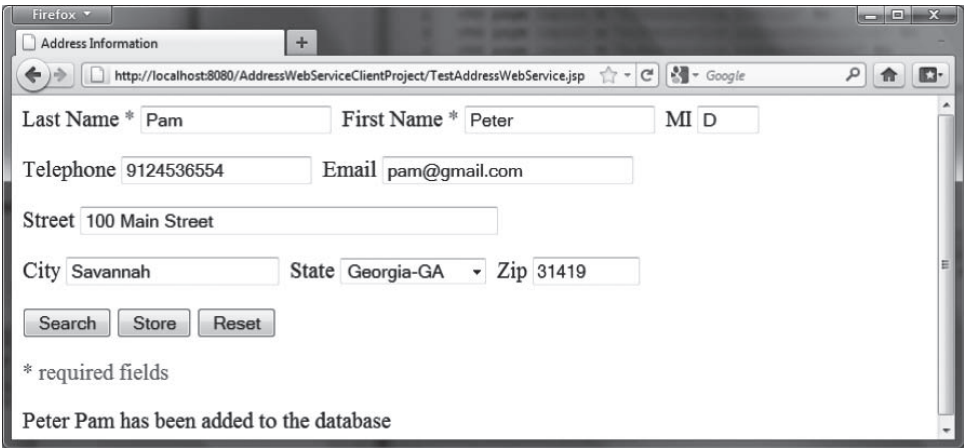 Firefox
Address Information
http://localhost:8080/AddressWebServiceClientProject/TestAddressWebService.jsp Google
Last Name * Pam First Name * Peter MI D
Telephone 9124536554 Email pam@gmail.com
Street 100 Main Street
City Savannah State Georgia-GA Zip 31419
Search Store Reset
* required fields
Peter Pam has been added to the database